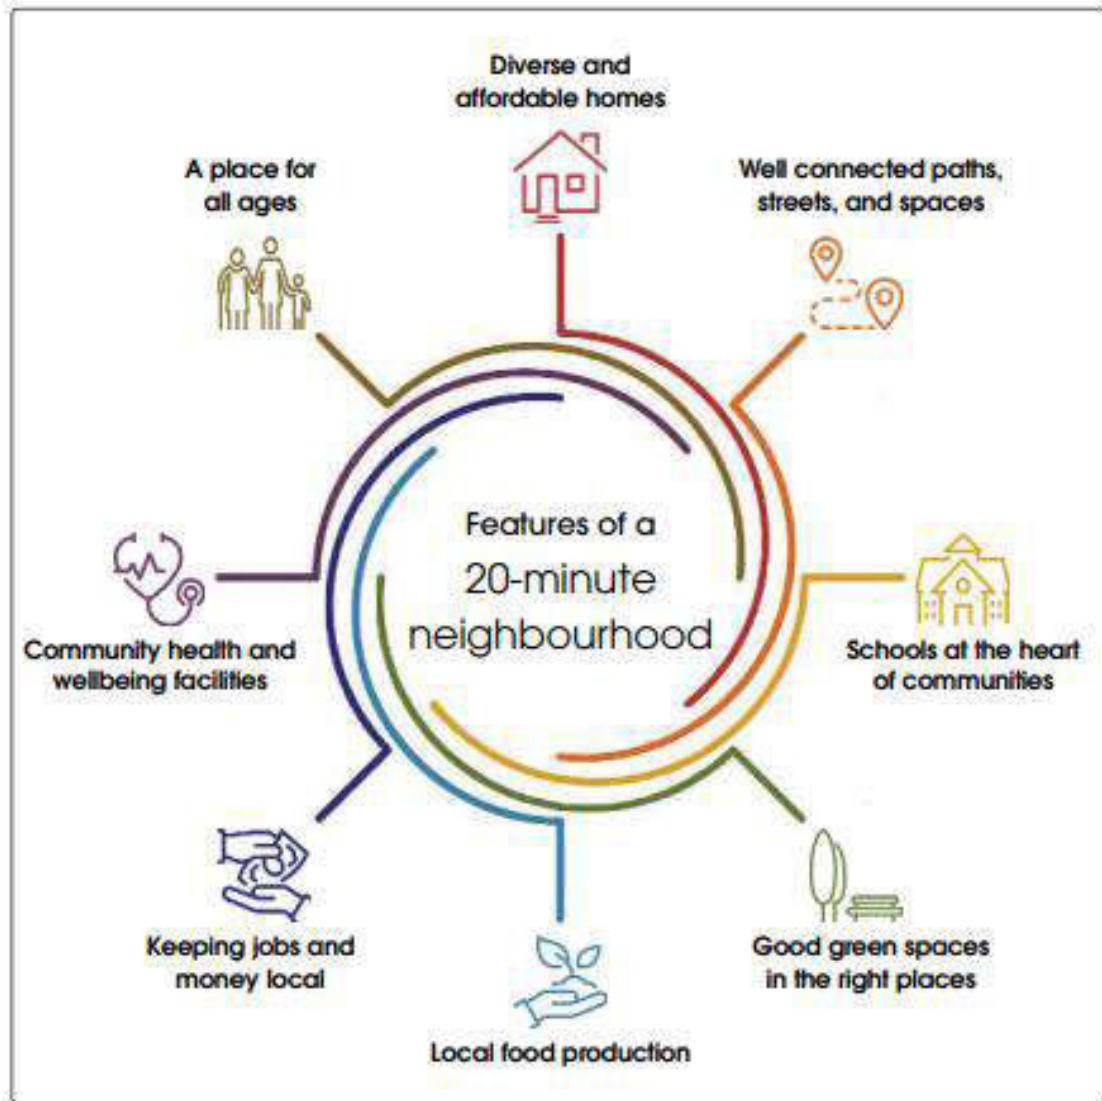 Diverse and
affordable homes
Well connected paths,
streets, and spaces
Schools at the heart
of communities
Good green spaces
in the right places
Local food production
Keeping jobs and
money local
Community health and
wellbeing facilities
A place for
all ages
Features of a
20-minute
neighbourhood